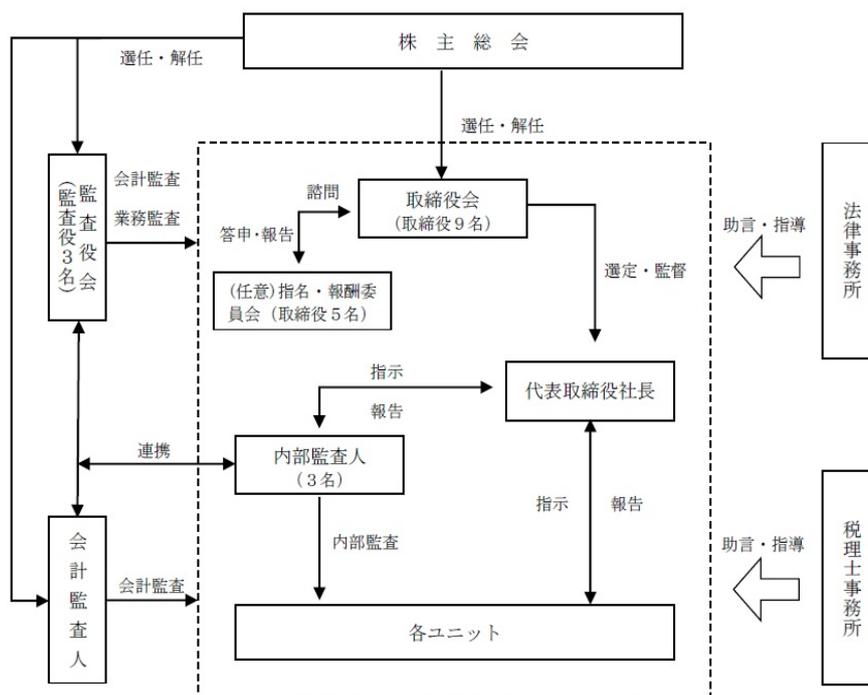 株主総会
選任・解任
選任・解任
監査役会
(監査役３名)
会計監査
業務監査
諮問
答申・報告
取締役会
(取締役９名)
(任意)指名・報酬委
員会（取締役５名）
選定・監督
助言・指導
法律事務所
指示
報告
代表取締役社長
連携
内部監査人
(３名)
指示
報告
内部監査
助言・指導
税理士事務所
会計監査人
会計監査
各ユニット